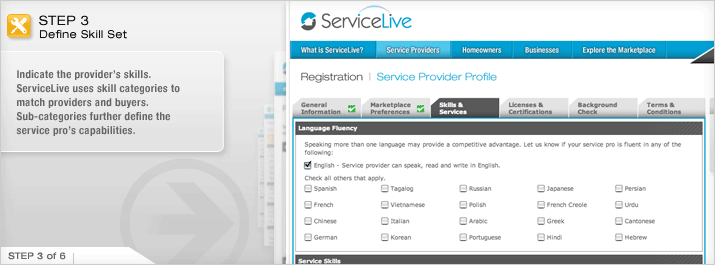 STEP 3
Define Skill Set
Indicate the provider's skills.
ServiceLive uses skill categories to
match providers and buyers.
Sub-categories further define the
service pro's capabilities.
STEP 3 of 6
ServiceLive
What is ServiceLive? Service Providers Homeowners Businesses Explore the Marketplace
Registration | Service Provider Profile
General Information Marketplace Preferences Skills & Services Licenses & Certifications Background Check Terms & Conditions
Language Fluency
Speaking more than one language may provide a competitive advantage. Let us know if your service pro is fluent in any of the
following:
English - Service provider can speak, read and write in English.
Check all others that apply.
Spanish Tagalog Russian Japanese Persian
French Vietnamese Polish French Creole Urdu
Chinese Italian Arabic Greek Cantonese
German Korean Portuguese Hindi Hebrew
Service Skills